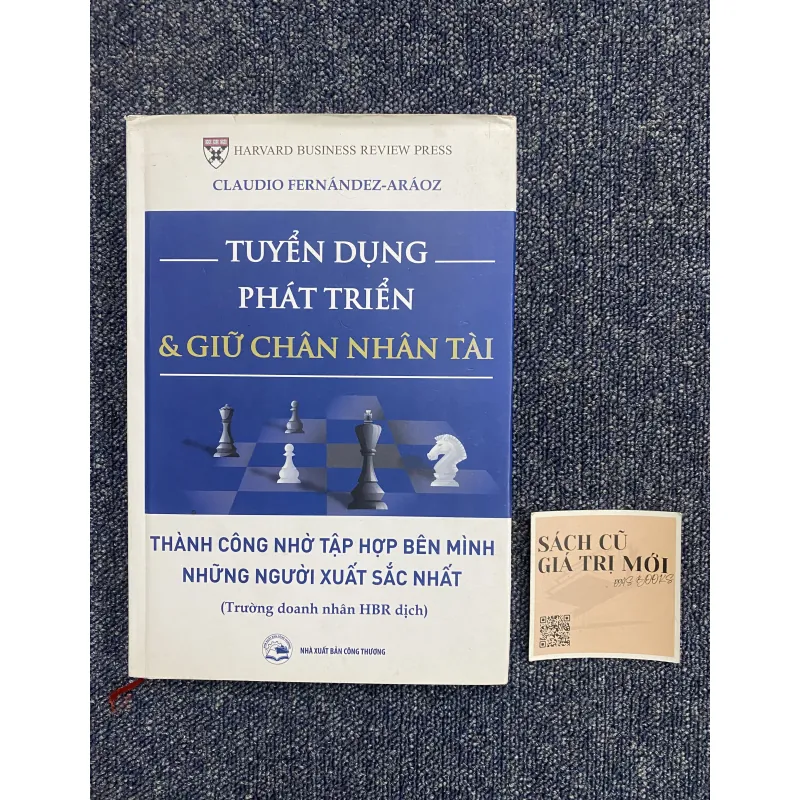 HARVARD BUSINESS REVIEW PRESS
CLAUDIO FERNÁNDEZ-ARÁOZ
TUYỂN DỤNG
PHÁT TRIỂN
& GIỮ CHÂN NHÂN TÀI
THÀNH CÔNG NHỜ TẬP HỢP BÊN MÌNH
NHỮNG NGƯỜI XUẤT SẮC NHẤT
(Trường doanh nhân HBR dịch)
NHÀ XUẤT BẢN CÔNG THƯƠNG
SÁCH CŨ
GIÁ TRỊ MỚI